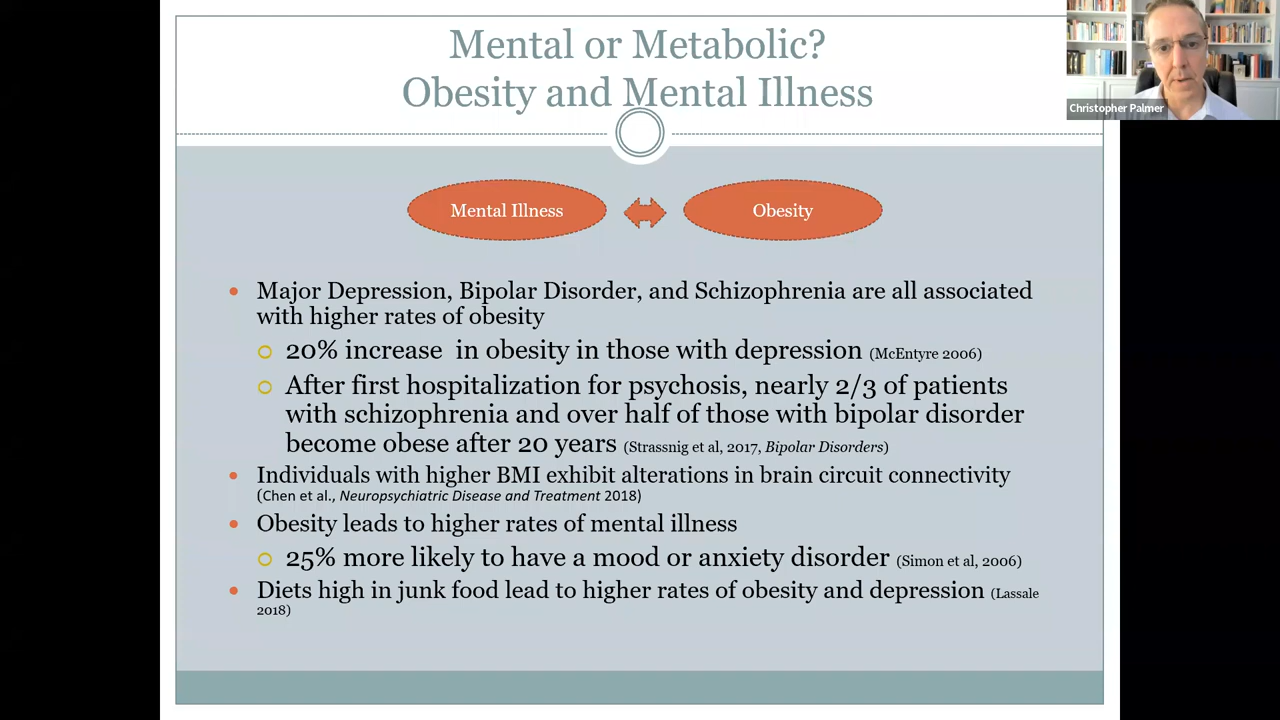 Mental or Metabolic?
Obesity and Mental Illness
Christopher Palmer
Mental Illness
Obesity
Major Depression, Bipolar Disorder, and Schizophrenia are all associated
with higher rates of obesity
20% increase in obesity in those with depression (McEntyre 2006)
After first hospitalization for psychosis, nearly 2/3 of patients
with schizophrenia and over half of those with bipolar disorder
become obese after 20 years (Strassnig et al, 2017, Bipolar Disorders)
Individuals with higher BMI exhibit alterations in brain circuit connectivity
(Chen et al., Neuropsychiatric Disease and Treatment 2018)
Obesity leads to higher rates of mental illness
25% more likely to have a mood or anxiety disorder (Simon et al, 2006)
Diets high in junk food lead to higher rates of obesity and depression (Lassale
2018)